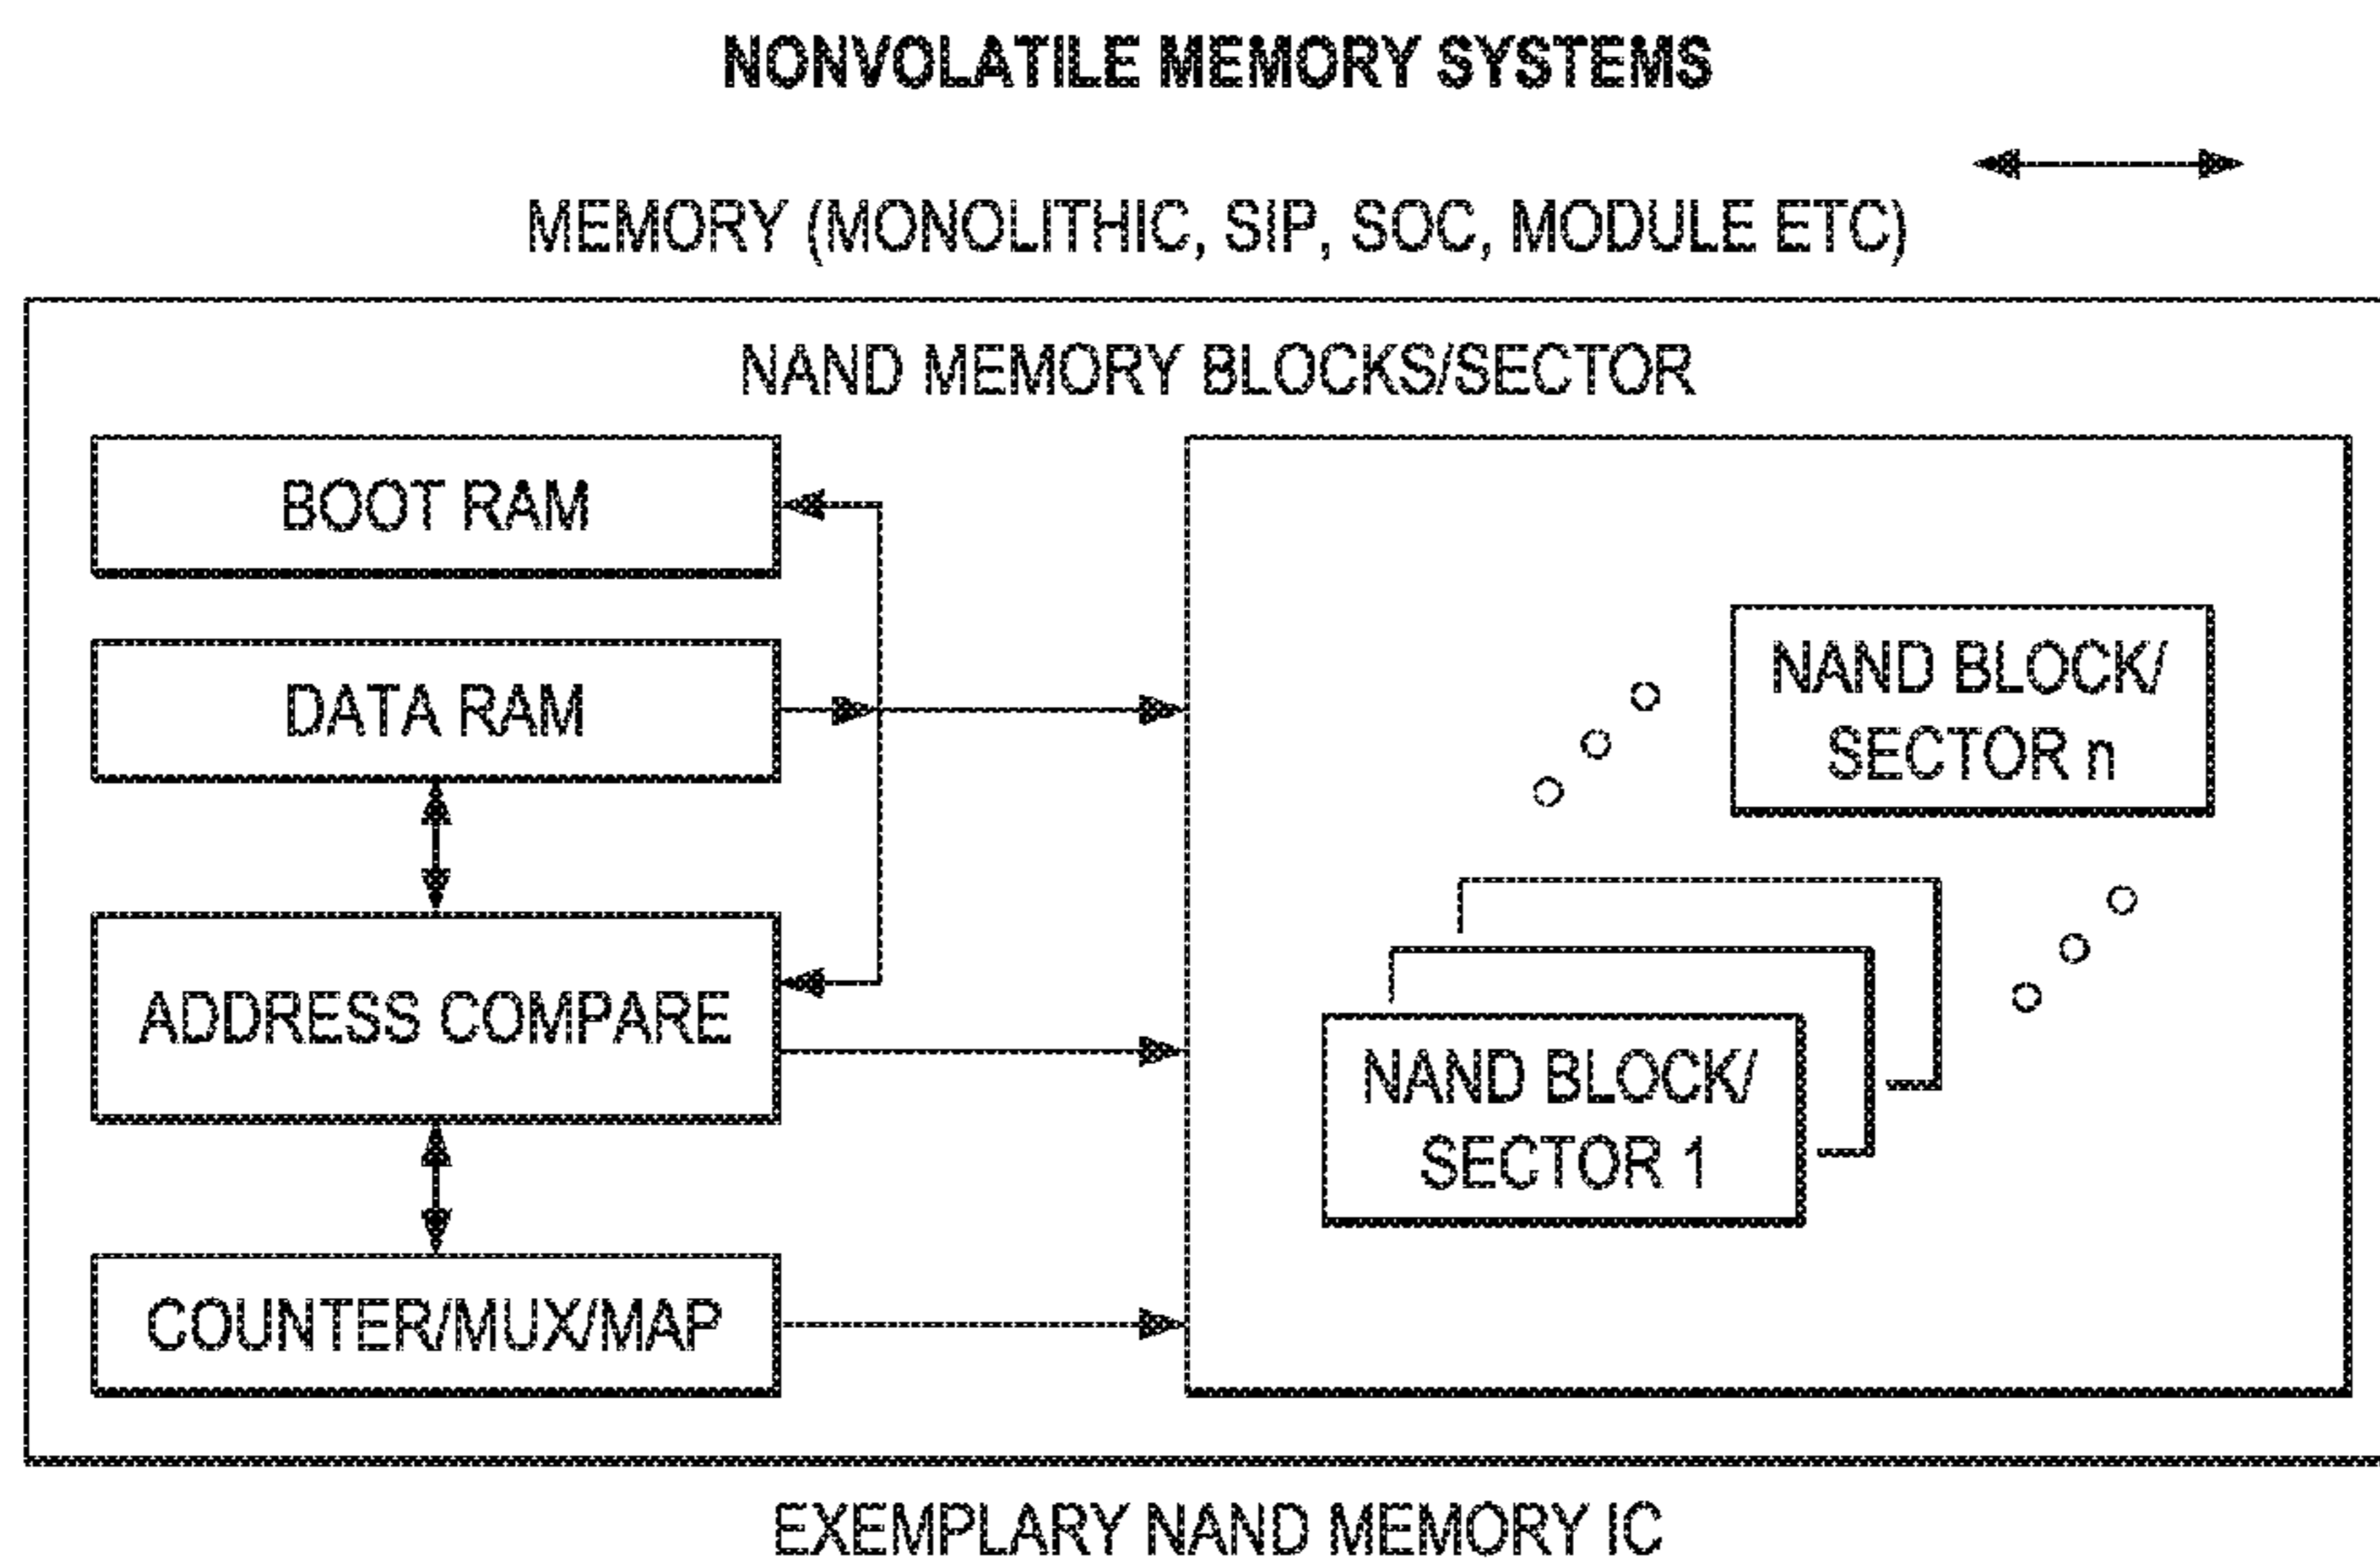 NONVOLATILE MEMORY SYSTEMS
MEMORY (MONOLITHIC, SIP, SOC, MODULE ETC)
NAND MEMORY BLOCKS/SECTOR
BOOT RAM
DATA RAM
ADDRESS COMPARE
COUNTER/MUX/MAP
NAND BLOCK/
SECTOR n
NAND BLOCK/
SECTOR 1
EXEMPLARY NAND MEMORY IC